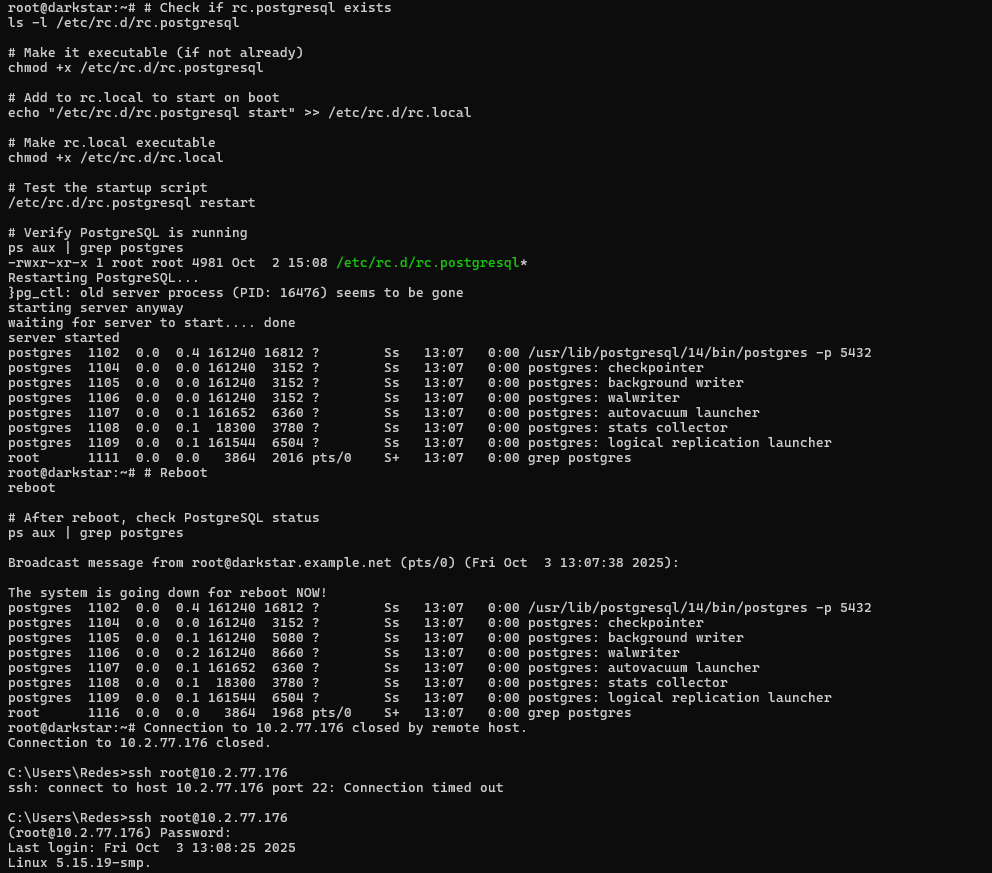 root@darkstar:~# # Check if rc.postgresql exists
ls -l /etc/rc.d/rc.postgresql

# Make it executable (if not already)
chmod +x /etc/rc.d/rc.postgresql

# Add to rc.local to start on boot
echo "/etc/rc.d/rc.postgresql start" >> /etc/rc.d/rc.local

# Make rc.local executable
chmod +x /etc/rc.d/rc.local

# Test the startup script
/etc/rc.d/rc.postgresql restart

# Verify PostgreSQL is running
ps aux | grep postgres
-rwxr-xr-x 1 root root 4981 Oct  2 15:08 /etc/rc.d/rc.postgresql*
Restarting PostgreSQL...
}pg_ctl: old server process (PID: 16476) seems to be gone
starting server anyway
waiting for server to start.... done
server started
postgres  1102  0.0  0.4 161240 16812 ?        Ss   13:07   0:00 /usr/lib/postgresql/14/bin/postgres -p 5432
postgres  1104  0.0  0.0 161240  3152 ?        Ss   13:07   0:00 postgres: checkpointer
postgres  1105  0.0  0.0 161240  3152 ?        Ss   13:07   0:00 postgres: background writer
postgres  1106  0.0  0.0 161240  3152 ?        Ss   13:07   0:00 postgres: walwriter
postgres  1107  0.0  0.1 161652  6360 ?        Ss   13:07   0:00 postgres: autovacuum launcher
postgres  1108  0.0  0.1  18300  3780 ?        Ss   13:07   0:00 postgres: stats collector
postgres  1109  0.0  0.1 161544  6504 ?        Ss   13:07   0:00 postgres: logical replication launcher
root      1111  0.0  0.0   3864  2016 pts/0    S+   13:07   0:00 grep postgres
root@darkstar:~# # Reboot
reboot

# After reboot, check PostgreSQL status
ps aux | grep postgres

Broadcast message from root@darkstar.example.net (pts/0) (Fri Oct  3 13:07:38 2025):

The system is going down for reboot NOW!
postgres  1102  0.0  0.4 161240 16812 ?        Ss   13:07   0:00 /usr/lib/postgresql/14/bin/postgres -p 5432
postgres  1104  0.0  0.0 161240  3152 ?        Ss   13:07   0:00 postgres: checkpointer
postgres  1105  0.0  0.1 161240  5080 ?        Ss   13:07   0:00 postgres: background writer
postgres  1106  0.0  0.2 161240  8660 ?        Ss   13:07   0:00 postgres: walwriter
postgres  1107  0.0  0.1 161652  6360 ?        Ss   13:07   0:00 postgres: autovacuum launcher
postgres  1108  0.0  0.1  18300  3780 ?        Ss   13:07   0:00 postgres: stats collector
postgres  1109  0.0  0.1 161544  6504 ?        Ss   13:07   0:00 postgres: logical replication launcher
root      1116  0.0  0.0   3864  1968 pts/0    S+   13:07   0:00 grep postgres
root@darkstar:~# Connection to 10.2.77.176 closed by remote host.
Connection to 10.2.77.176 closed.

C:\Users\Redes>ssh root@10.2.77.176
ssh: connect to host 10.2.77.176 port 22: Connection timed out

C:\Users\Redes>ssh root@10.2.77.176
(root@10.2.77.176) Password:
Last login: Fri Oct  3 13:08:25 2025
Linux 5.15.19-smp.